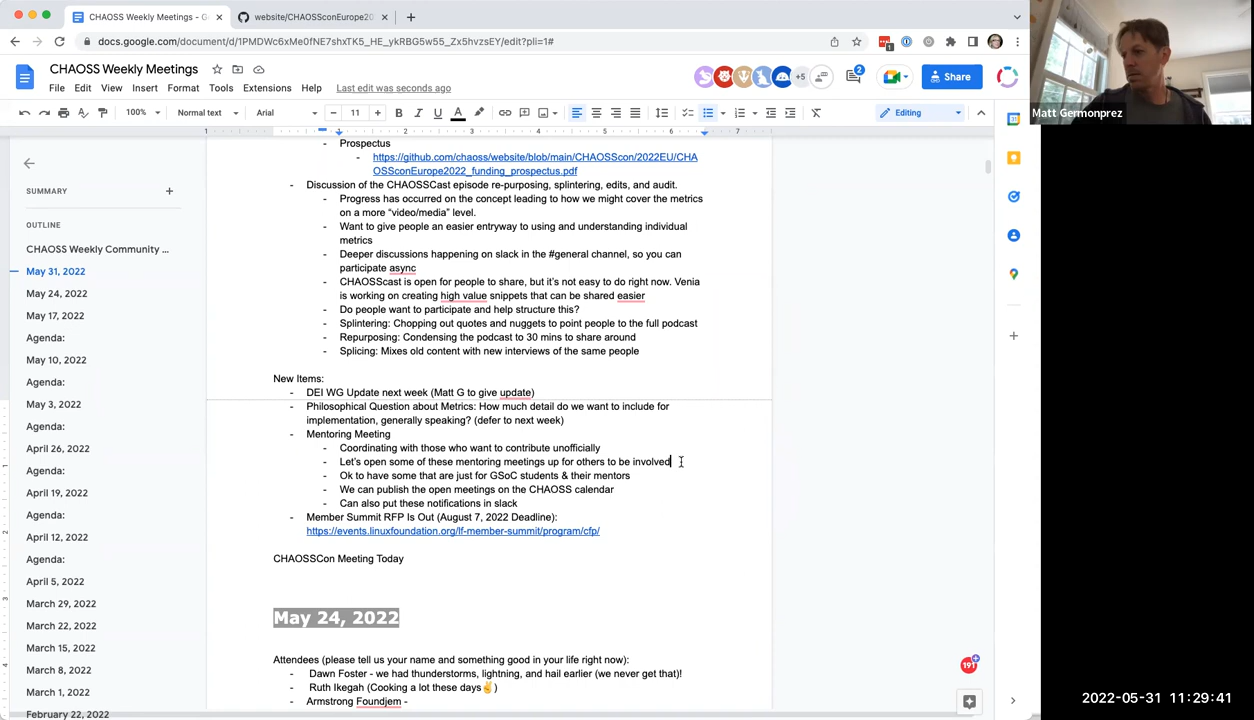 CHAOSS Weekly Meetings - G
website/CHAOSSconEurope20
docs.google.com/document/d/1PMDWc6xMe0fNE7shxTK5_HE_ykRBG5w55_Zx5hvzsEY/edit?pli=1#
CHAOSS Weekly Meetings
File Edit View Insert Format Tools Extensions Help Last edit was seconds ago
+5
2
Share
100%
Normal text
Arial
11
Editing
1 2 3 4 5 6 7
SUMMARY
OUTLINE
CHAOSS Weekly Community ...
May 31, 2022
May 24, 2022
May 17, 2022
Agenda:
May 10, 2022
Agenda:
May 3, 2022
Agenda:
April 26, 2022
Agenda:
April 19, 2022
Agenda:
April 12, 2022
Agenda:
April 5, 2022
March 29, 2022
March 22, 2022
March 15, 2022
March 8, 2022
March 1, 2022
February 22, 2022
- Prospectus
- https://github.com/chaoss/website/blob/main/CHAOSScon/2022EU/CHA
OSSconEurope2022_funding_prospectus.pdf
- Discussion of the CHAOSSCast episode re-purposing, splintering, edits, and audit.
- Progress has occurred on the concept leading to how we might cover the metrics
on a more “video/media” level.
- Want to give people an easier entryway to using and understanding individual
metrics
- Deeper discussions happening on slack in the #general channel, so you can
participate async
- CHAOSScast is open for people to share, but it’s not easy to do right now. Venia
is working on creating high value snippets that can be shared easier
- Do people want to participate and help structure this?
- Splintering: Chopping out quotes and nuggets to point people to the full podcast
- Repurposing: Condensing the podcast to 30 mins to share around
- Splicing: Mixes old content with new interviews of the same people
New Items:
- DEI WG Update next week (Matt G to give update)
- Philosophical Question about Metrics: How much detail do we want to include for
implementation, generally speaking? (defer to next week)
- Mentoring Meeting
- Coordinating with those who want to contribute unofficially
- Let’s open some of these mentoring meetings up for others to be involved
- Ok to have some that are just for GSoC students & their mentors
- We can publish the open meetings on the CHAOSS calendar
- Can also put these notifications in slack
- Member Summit RFP Is Out (August 7, 2022 Deadline):
https://events.linuxfoundation.org/lf-member-summit/program/cfp/
CHAOSSCon Meeting Today
May 24, 2022
Attendees (please tell us your name and something good in your life right now):
- Dawn Foster - we had thunderstorms, lightning, and hail earlier (we never get that)!
- Ruth Ikegah (Cooking a lot these days✌)
- Armstrong Foundjem -
191
Matt Germonprez
2022-05-31 11:29:41